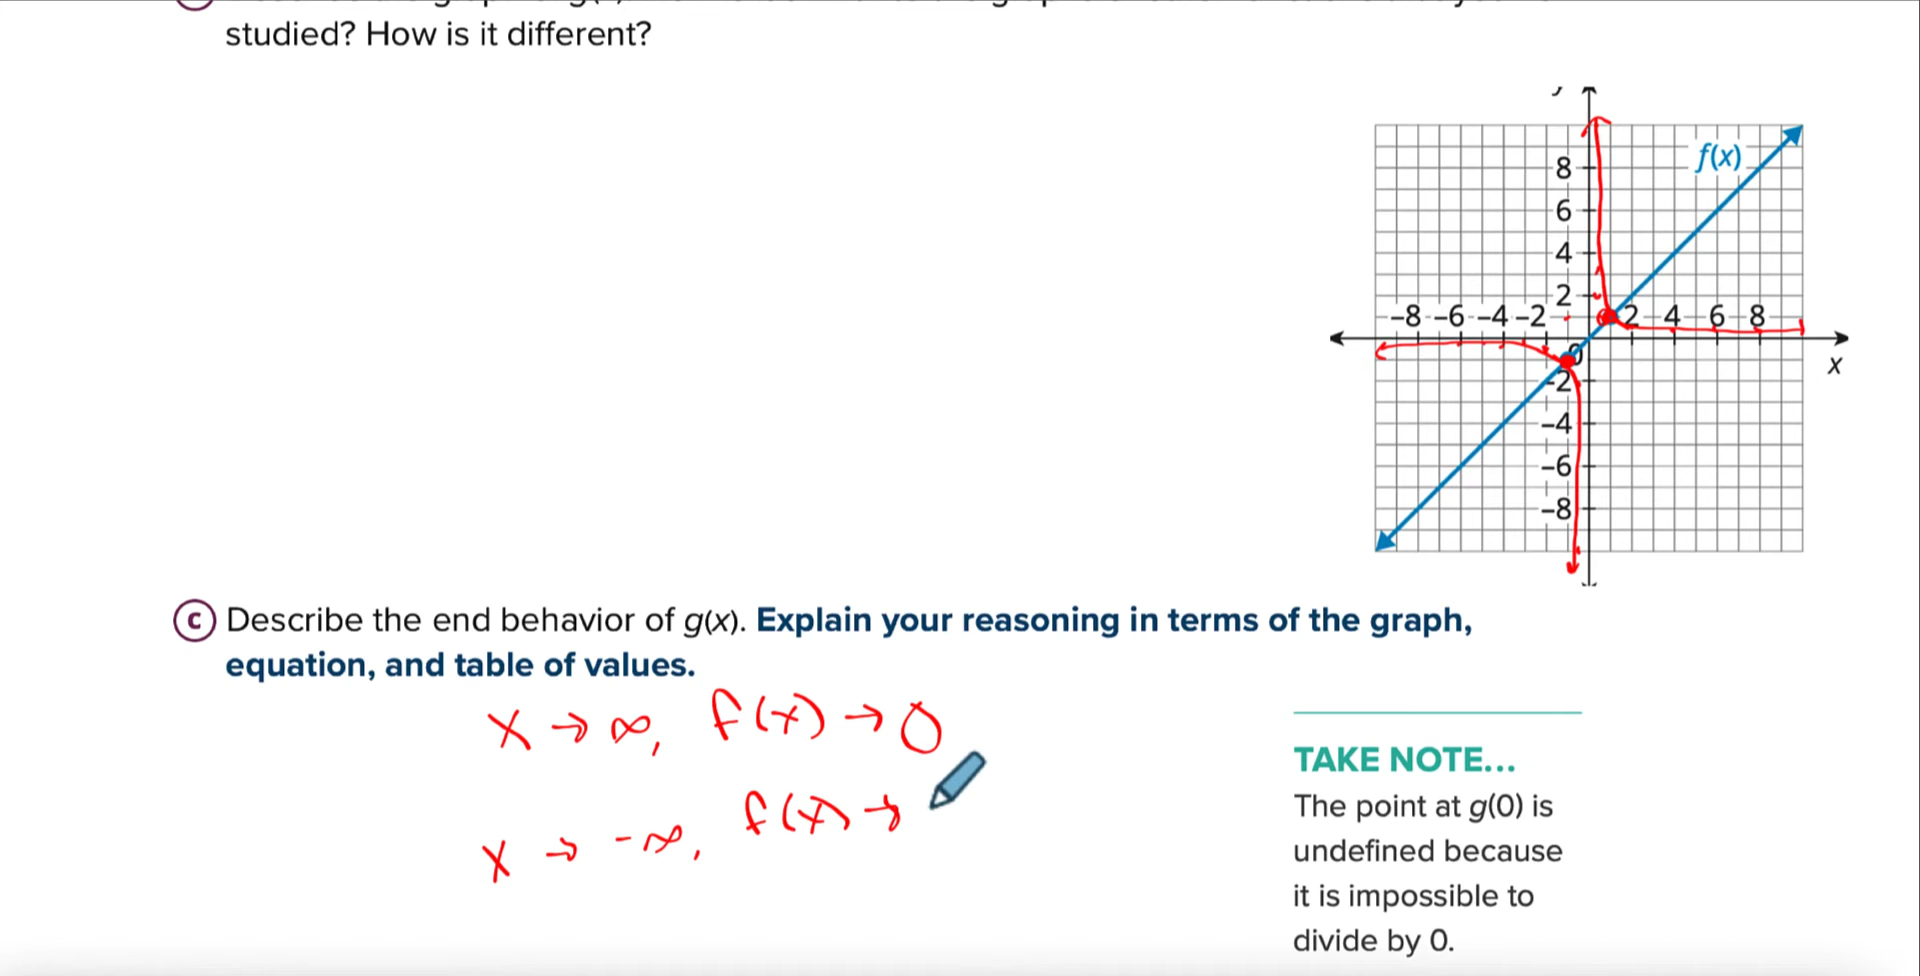 studied? How is it different?
y
f(x)
8
6
4
2
−8 −6 −4 −2 2 4 6 8
0
x
−2
−4
−6
−8
c Describe the end behavior of g(x). Explain your reasoning in terms of the graph,
equation, and table of values.
x → ∞, f(x) → 0
x → -∞, f(x) →
TAKE NOTE...
The point at g(0) is
undefined because
it is impossible to
divide by 0.